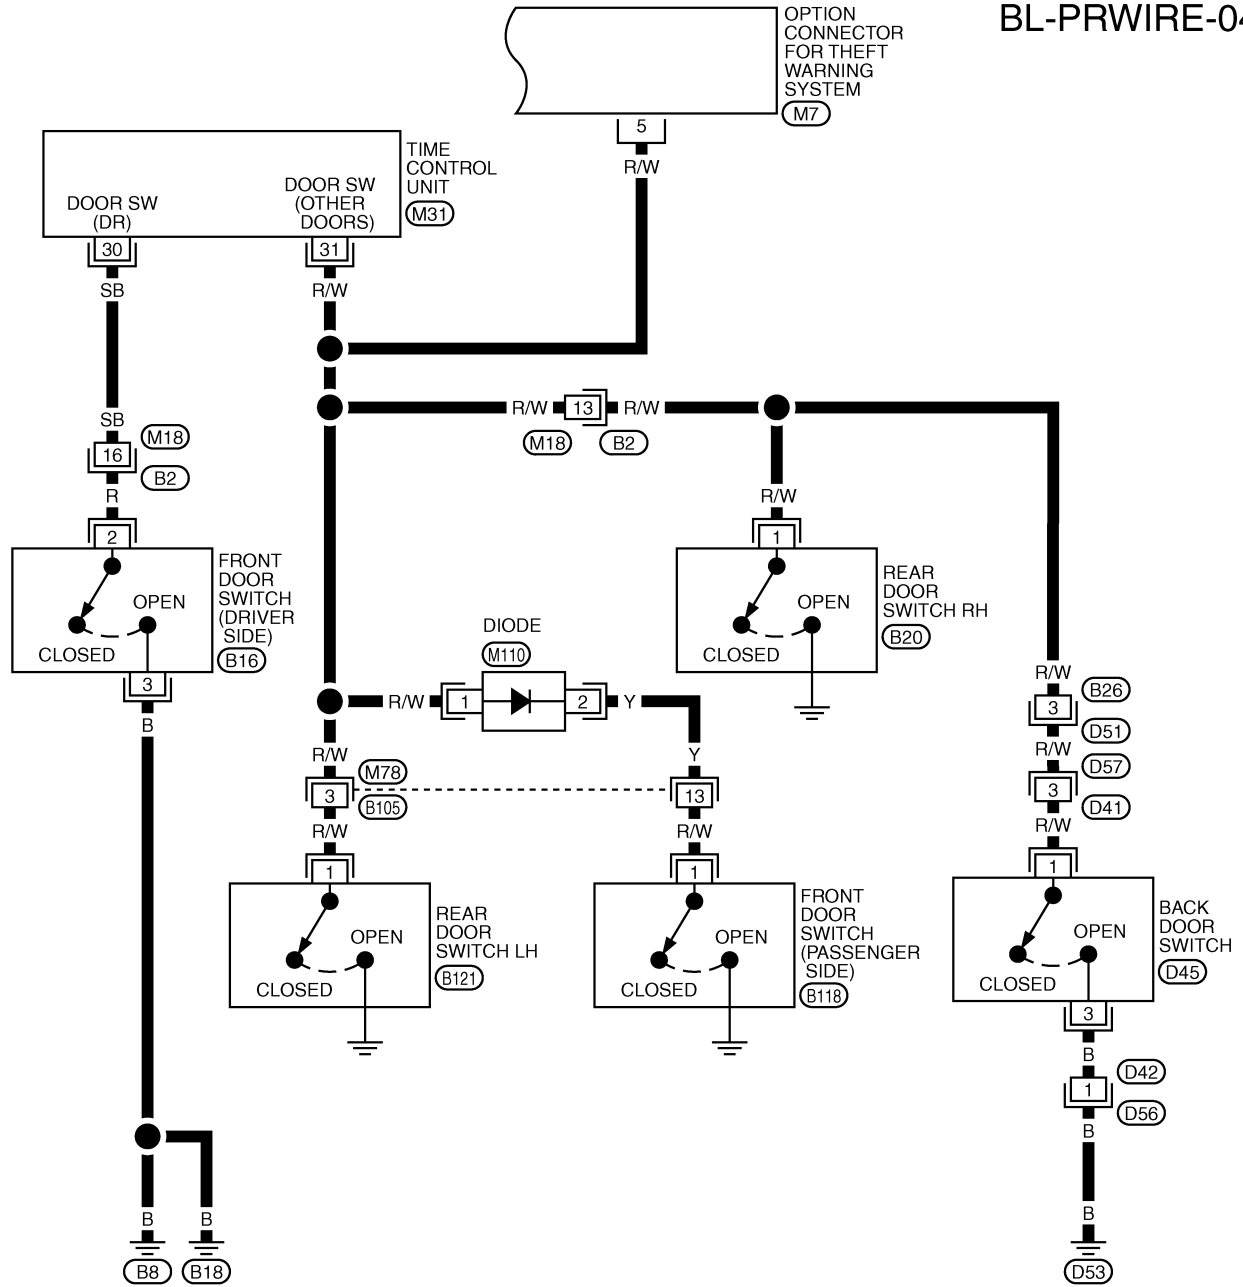 BL-PRWIRE-04
OPTION
CONNECTOR
FOR THEFT
WARNING
SYSTEM
M7
5
R/W
TIME
CONTROL
UNIT
M31
DOOR SW
(DR)
DOOR SW
(OTHER
DOORS)
30
31
SB
R/W
SB
M18
16
B2
R
R/W
13
R/W
M18
B2
R/W
2
1
FRONT
DOOR
SWITCH
(DRIVER
SIDE)
B16
OPEN
CLOSED
3
B
REAR
DOOR
SWITCH RH
B20
OPEN
CLOSED
DIODE
M110
R/W
1
2
Y
R/W
B26
3
D51
R/W
D57
3
D41
R/W
R/W
M78
3
B105
R/W
Y
13
R/W
1
1
1
REAR
DOOR
SWITCH LH
B121
OPEN
CLOSED
FRONT
DOOR
SWITCH
(PASSENGER
SIDE)
B118
OPEN
CLOSED
BACK
DOOR
SWITCH
D45
OPEN
CLOSED
3
B
D42
1
D56
B
B
B
B
B8
B18
D53